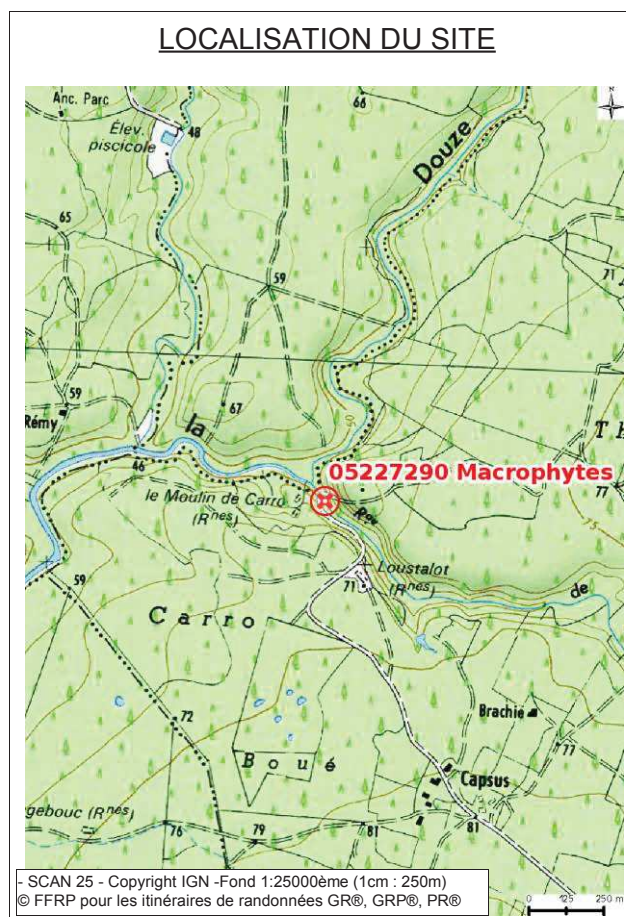 LOCALISATION DU SITE
N
Anc. Parc
66
Élev.
piscicole
48
Douze
65
71
59
59
Rémy
67
la
T h
46
05227290 Macrophytes
77
le Moulin de Carro
(Rnes)
Rau
75
Loustalot
(Rnes)
71
de
59
C a r r o
72
Brachie
77
B o u é
Capsus
gebouc (Rnes)
76
79
81
81
- SCAN 25 - Copyright IGN -Fond 1:25000ème (1cm : 250m)
© FFRP pour les itinéraires de randonnées GR®, GRP®, PR®
0 125 250 m